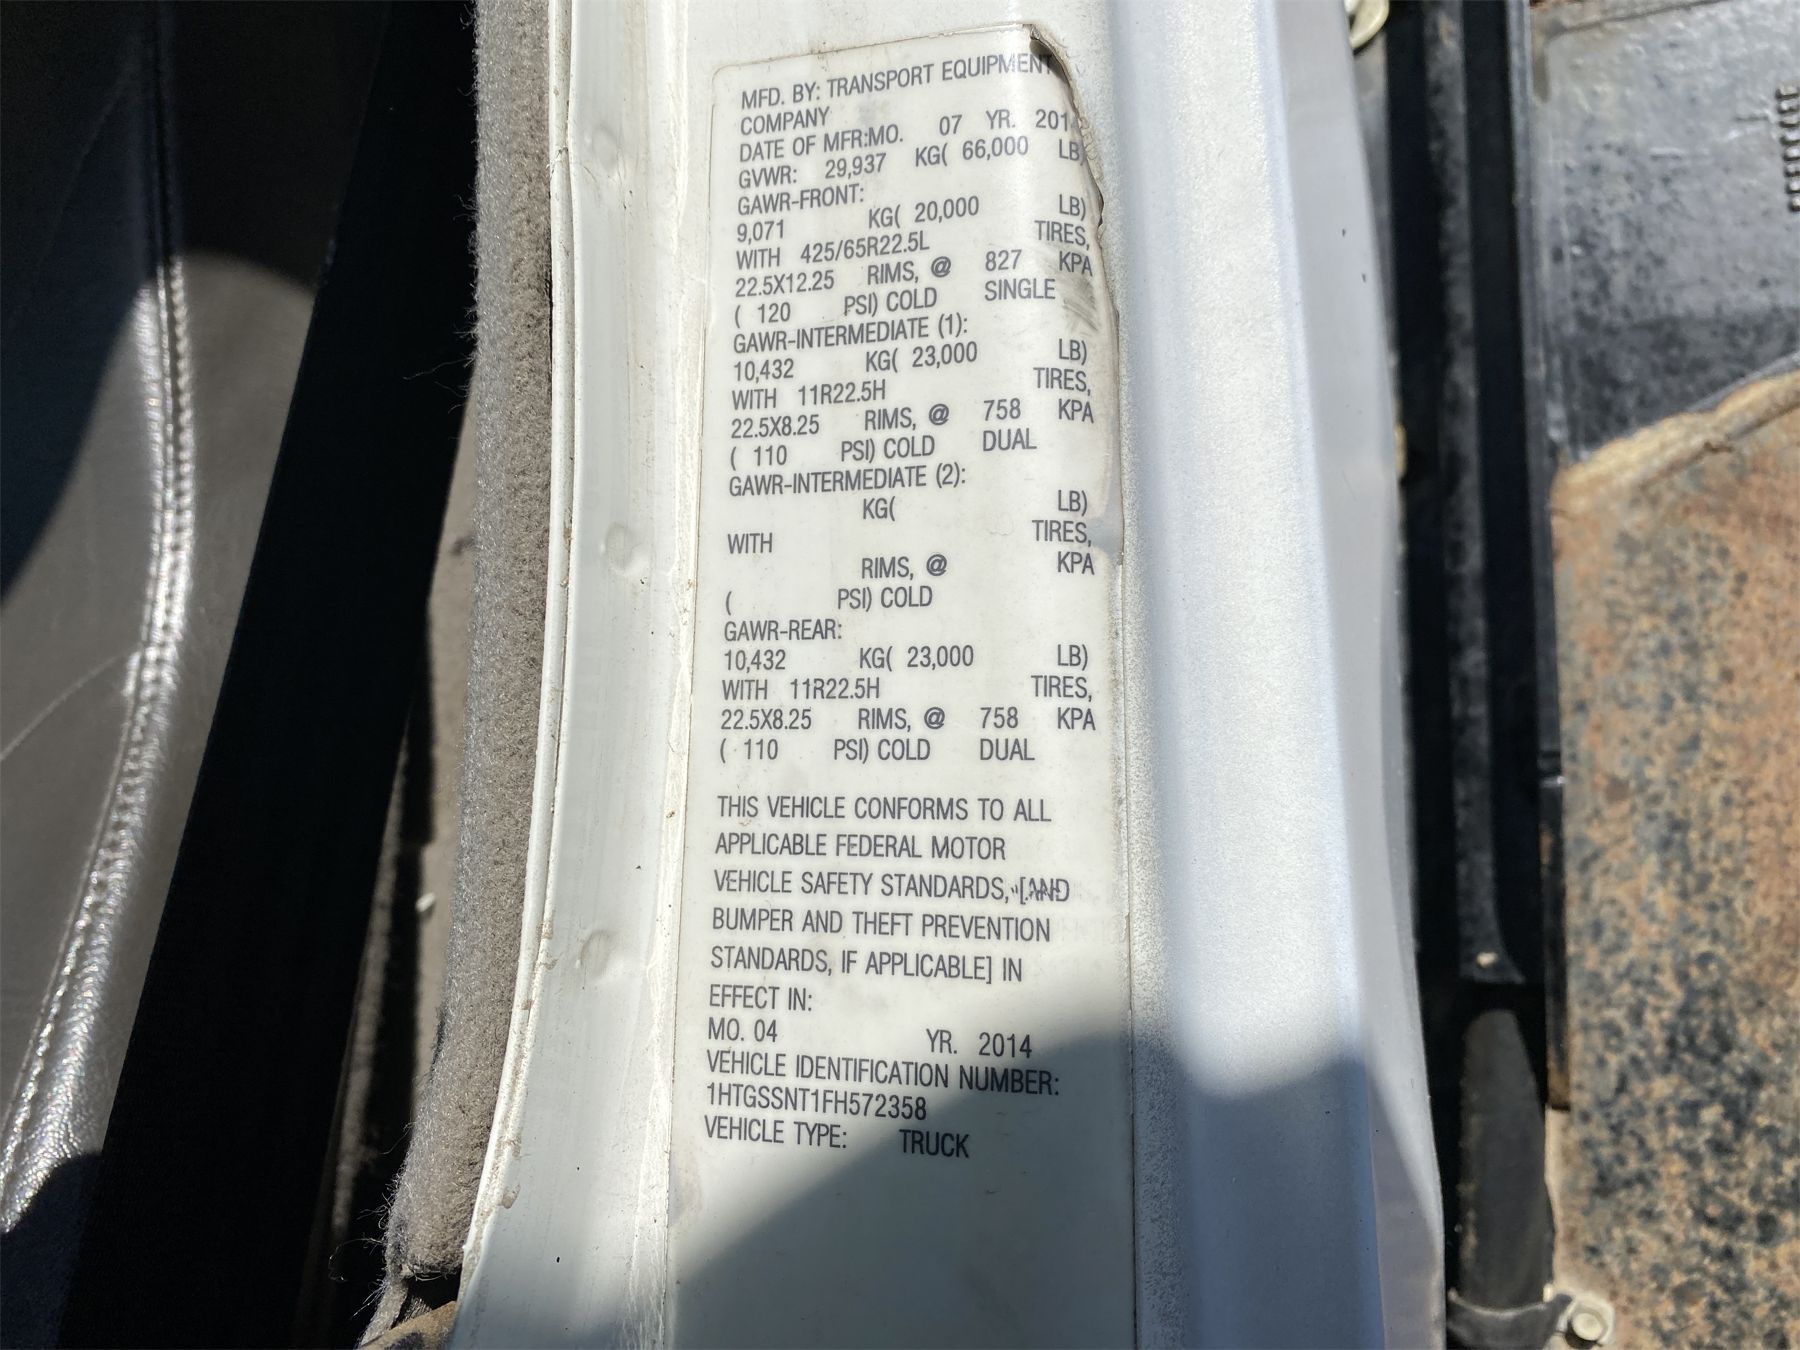 MFD. BY: TRANSPORT EQUIPMENT
COMPANY
DATE OF MFR:MO. 07 YR. 2014
GVWR: 29,937 KG( 66,000 LB)
GAWR-FRONT:
9,071 KG( 20,000 LB)
WITH 425/65R22.5L TIRES,
22.5X12.25 RIMS, @ 827 KPA
( 120 PSI) COLD SINGLE
GAWR-INTERMEDIATE (1):
10,432 KG( 23,000 LB)
WITH 11R22.5H TIRES,
22.5X8.25 RIMS, @ 758 KPA
( 110 PSI) COLD DUAL
GAWR-INTERMEDIATE (2):
KG( LB)
WITH TIRES,
RIMS, @ KPA
( PSI) COLD
GAWR-REAR:
10,432 KG( 23,000 LB)
WITH 11R22.5H TIRES,
22.5X8.25 RIMS, @ 758 KPA
( 110 PSI) COLD DUAL
THIS VEHICLE CONFORMS TO ALL
APPLICABLE FEDERAL MOTOR
VEHICLE SAFETY STANDARDS, [AND
BUMPER AND THEFT PREVENTION
STANDARDS, IF APPLICABLE] IN
EFFECT IN:
MO. 04 YR. 2014
VEHICLE IDENTIFICATION NUMBER:
1HTGSSNT1FH572358
VEHICLE TYPE: TRUCK